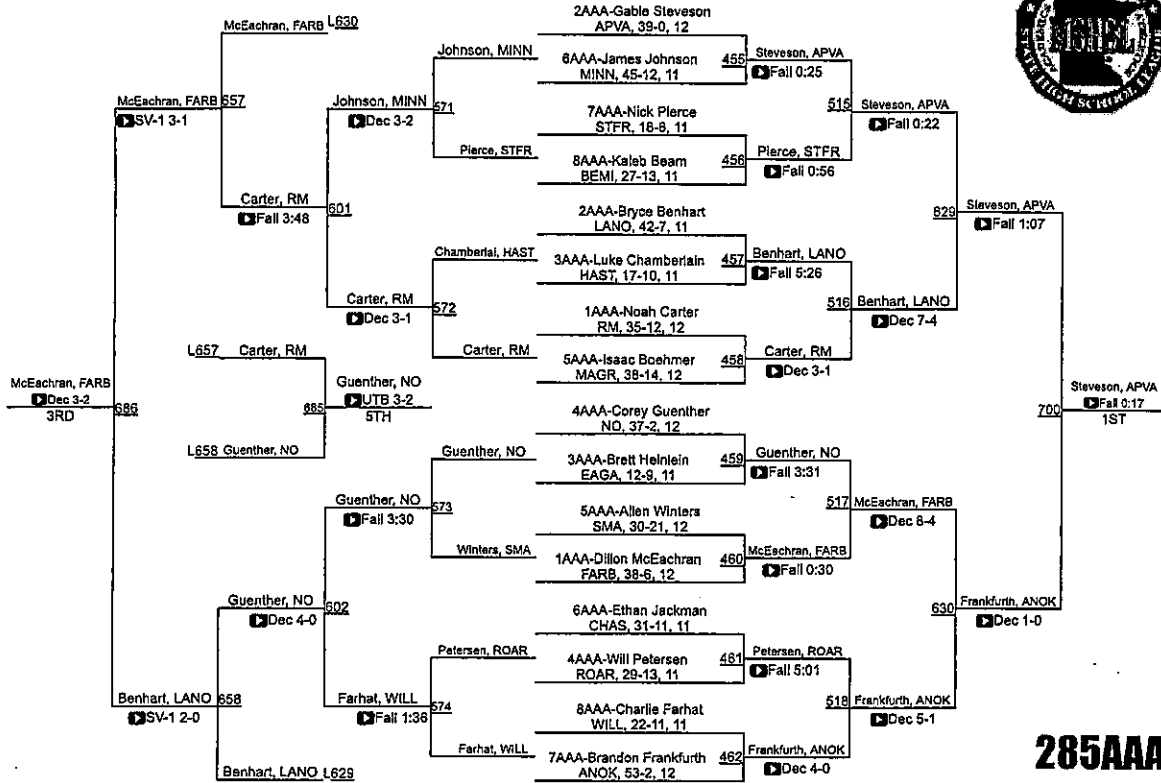 2AAA-Gable Steveson
APVA, 39-0, 12
6AAA-James Johnson
MINN, 45-12, 11
455
7AAA-Nick Pierce
STFR, 18-8, 11
8AAA-Kaleb Beam
BEMI, 27-13, 11
456
2AAA-Bryce Benhart
LANO, 42-7, 11
3AAA-Luke Chamberlain
HAST, 17-10, 11
457
1AAA-Noah Carter
RM, 35-12, 12
5AAA-Isaac Boehmer
MAGR, 38-14, 12
458
4AAA-Corey Guenther
NO, 37-2, 12
3AAA-Brett Heinlein
EAGA, 12-9, 11
459
5AAA-Allen Winters
SMA, 30-21, 12
1AAA-Dillon McEachran
FARB, 38-6, 12
460
6AAA-Ethan Jackman
CHAS, 31-11, 11
4AAA-Will Petersen
ROAR, 29-13, 11
461
8AAA-Charlie Farhat
WILL, 22-11, 11
7AAA-Brandon Frankfurth
ANOK, 53-2, 12
462
Steveson, APVA
Fall 0:25
515
Pierce, STFR
Fall 0:56
Benhart, LANO
Fall 5:26
516
Carter, RM
Dec 3-1
Guenther, NO
Fall 3:31
517
McEachran, FARB
Fall 0:30
Petersen, ROAR
Fall 5:01
518
Frankfurth, ANOK
Dec 4-0
Steveson, APVA
Fall 0:22
829
Benhart, LANO
Dec 7-4
McEachran, FARB
Dec 8-4
630
Frankfurth, ANOK
Dec 5-1
Steveson, APVA
Fall 1:07
700
Frankfurth, ANOK
Dec 1-0
Steveson, APVA
Fall 0:17
1ST
Johnson, MINN
571
Pierce, STFR
Chamberlai, HAST
572
Carter, RM
Guenther, NO
573
Winters, SMA
Petersen, ROAR
574
Farhat, WILL
Johnson, MINN
Dec 3-2
601
Carter, RM
Dec 3-1
Guenther, NO
Fall 3:30
602
Farhat, WILL
Fall 1:36
McEachran, FARB L630
657
Carter, RM
Fall 3:48
Guenther, NO
Dec 4-0
658
Benhart, LANO L629
McEachran, FARB
SV-1 3-1
686
Benhart, LANO
SV-1 2-0
McEachran, FARB
Dec 3-2
3RD
L657 Carter, RM
685
L658 Guenther, NO
Guenther, NO
UTB 3-2
5TH
STATE HIGH SCHOOL LEAGUE
285AAA